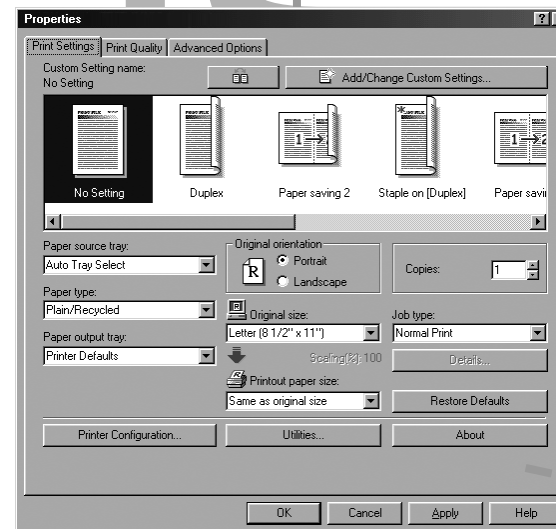 Properties
Print Settings Print Quality Advanced Options
Custom Setting name:
No Setting
Add/Change Custom Settings...
No Setting Duplex Paper saving 2 Staple on [Duplex] Paper savi
Paper source tray:
Auto Tray Select
Paper type:
Plain/Recycled
Paper output tray:
Printer Defaults
Original orientation
R
Portrait
Landscape
Copies:
1
Original size:
Letter (8 1/2" x 11")
Scaling(%): 100
Printout paper size:
Same as original size
Job type:
Normal Print
Details...
Restore Defaults
Printer Configuration... Utilities... About
OK Cancel Apply Help